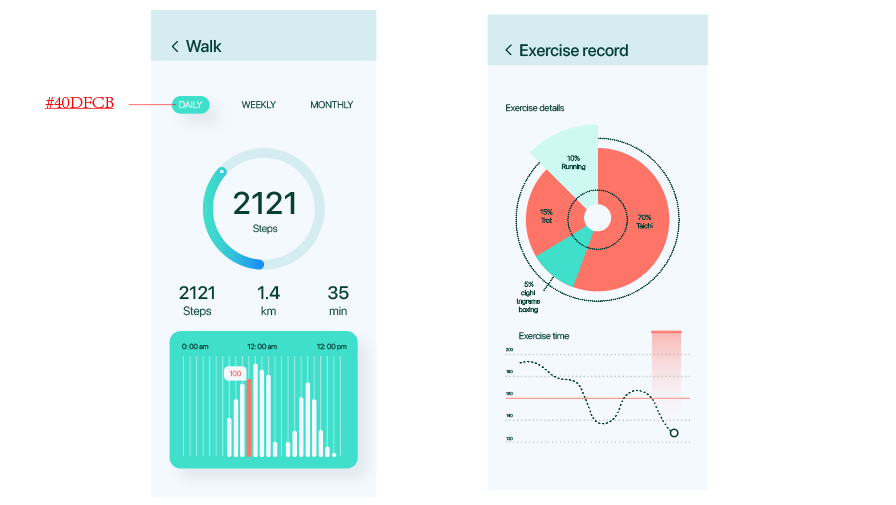 Walk
#40DFCB
DAILY
WEEKLY
MONTHLY
2121
Steps
2121
1.4
35
Steps
km
min
0:00 am
12:00 am
12:00 pm
100
Exercise record
Exercise details
10%
Running
15%
Trot
70%
Taichi
5%
eight
trigrams
boxing
Exercise time
200
180
160
140
120